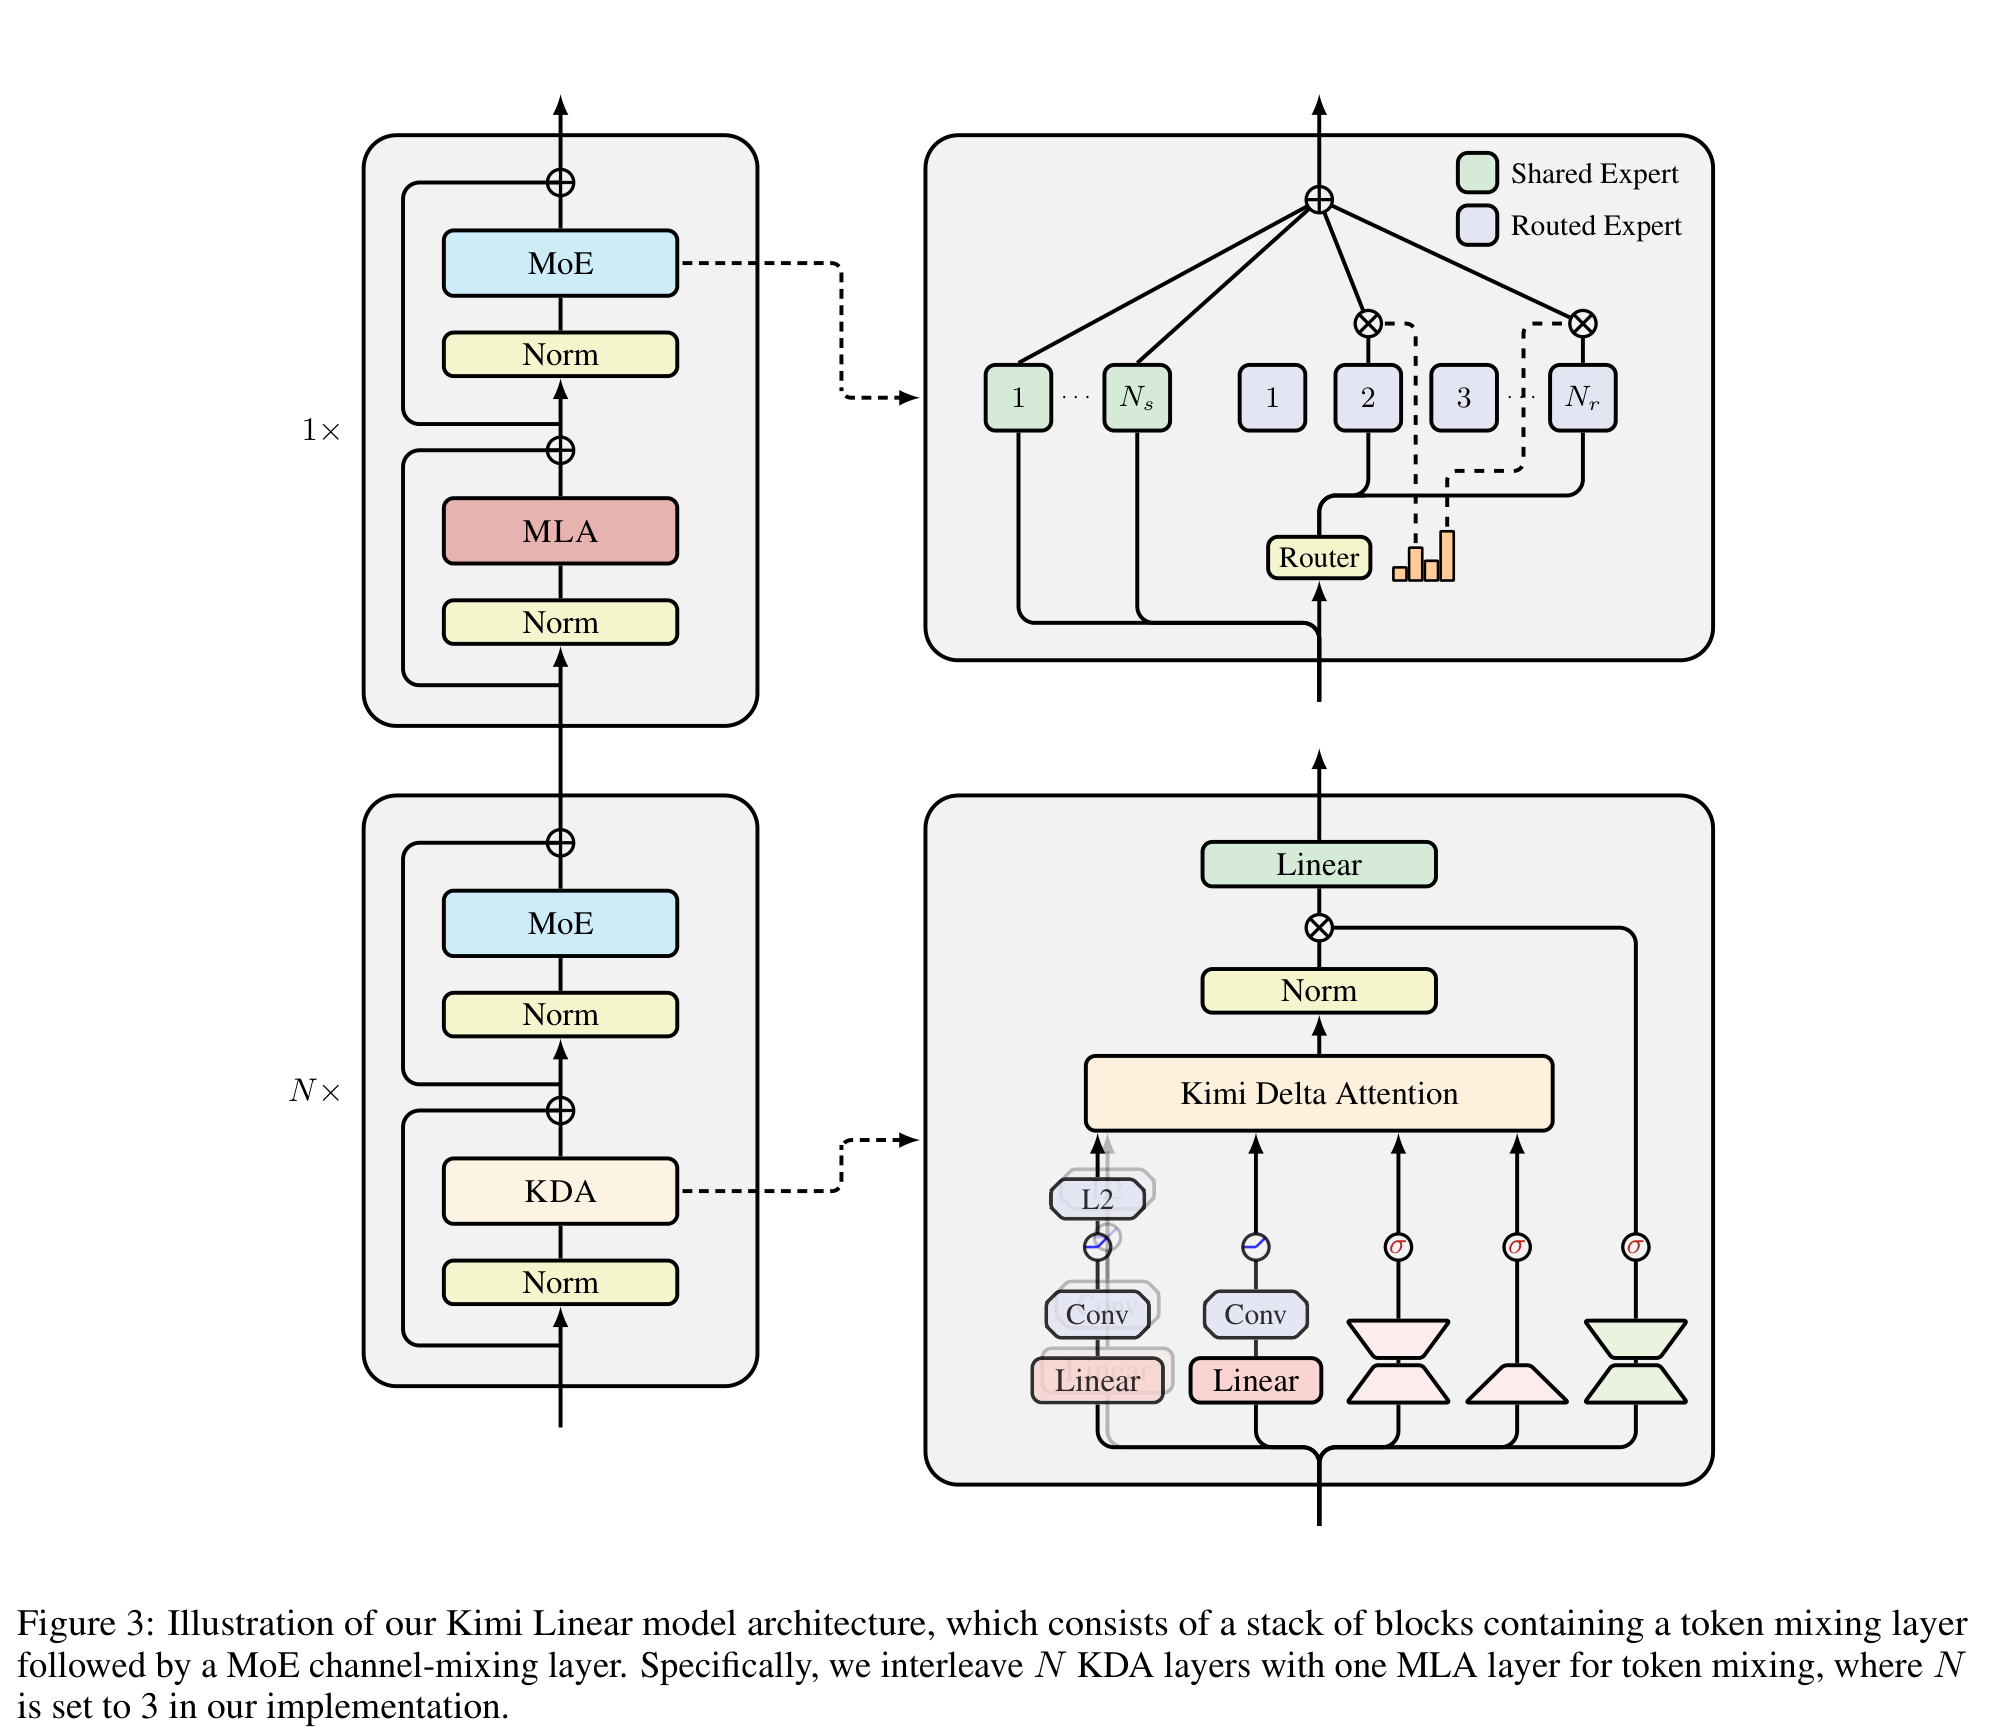 MoE
Norm
1×
MLA
Norm
MoE
Norm
N×
KDA
Norm
Shared Expert
Routed Expert
1 ··· Nₛ 1 2 3 ··· Nᵣ
Router
Linear
Norm
Kimi Delta Attention
L2
σ σ σ
Conv Conv
Linear Linear
Figure 3: Illustration of our Kimi Linear model architecture, which consists of a stack of blocks containing a token mixing layer
followed by a MoE channel-mixing layer. Specifically, we interleave N KDA layers with one MLA layer for token mixing, where N
is set to 3 in our implementation.